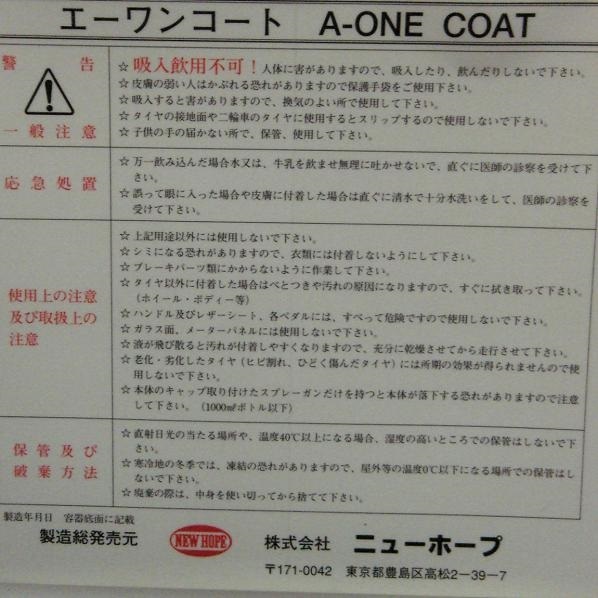 エーワンコート A-ONE COAT
警告
一般注意
☆吸入飲用不可！人体に害がありますので、吸入したり、飲んだりしないで下さい。
☆皮膚の弱い人はかぶれる恐れがありますので保護手袋をご使用下さい。
☆吸入すると害がありますので、換気のよい所で使用して下さい。
☆タイヤの接地面や二輪車のタイヤに使用するとスリップするので使用しないで下さい。
☆子供の手の届かない所で、保管、使用して下さい。
応急処置
☆万一飲み込んだ場合水又は、牛乳を飲ませ無理に吐かせないで、直ぐに医師の診察を受けて下
さい。
☆誤って眼に入った場合や皮膚に付着した場合は直ぐに清水で十分水洗いをして、医師の診察を
受けて下さい。
使用上の注意
及び取扱上の
注意
☆上記用途以外には使用しないで下さい。
☆シミになる恐れがありますので、衣類には付着しないようにして下さい。
☆ブレーキパーツ類にかからないように作業して下さい。
☆タイヤ以外に付着した場合はべとつきや汚れの原因になりますので、すぐに拭き取って下さい。
（ホイール・ボディー等）
☆ハンドル及びレザーシート、各ペダルには、すべって危険ですので使用しないで下さい。
☆ガラス面、メーターパネルには使用しないで下さい。
☆液が飛び散ると汚れが付着しやすくなりますので、充分に乾燥させてから走行させて下さい。
☆老化・劣化したタイヤ（ヒビ割れ、ひどく傷んだタイヤ）には所期の効果が得られませんので使
用しないで下さい。
☆本体のキャップ取り付けたスプレーガンだけを持つと本体が落下する恐れがありますので注意
して下さい。（1000㎖ボトル以下）
保管及び
破棄方法
☆直射日光の当たる場所や、温度40℃以上になる場合、湿度の高いところでの保管はしないで下
さい。
☆寒冷地の冬季では、凍結の恐れがありますので、屋外等の温度0℃以下になる場所での保管はし
ないで下さい。
☆廃棄の際は、中身を使い切ってから捨てて下さい。
製造年月日 容器底面に記載
製造総発売元 NEW HOPE 株式会社 ニューホープ
〒171-0042 東京都豊島区高松2-39-7